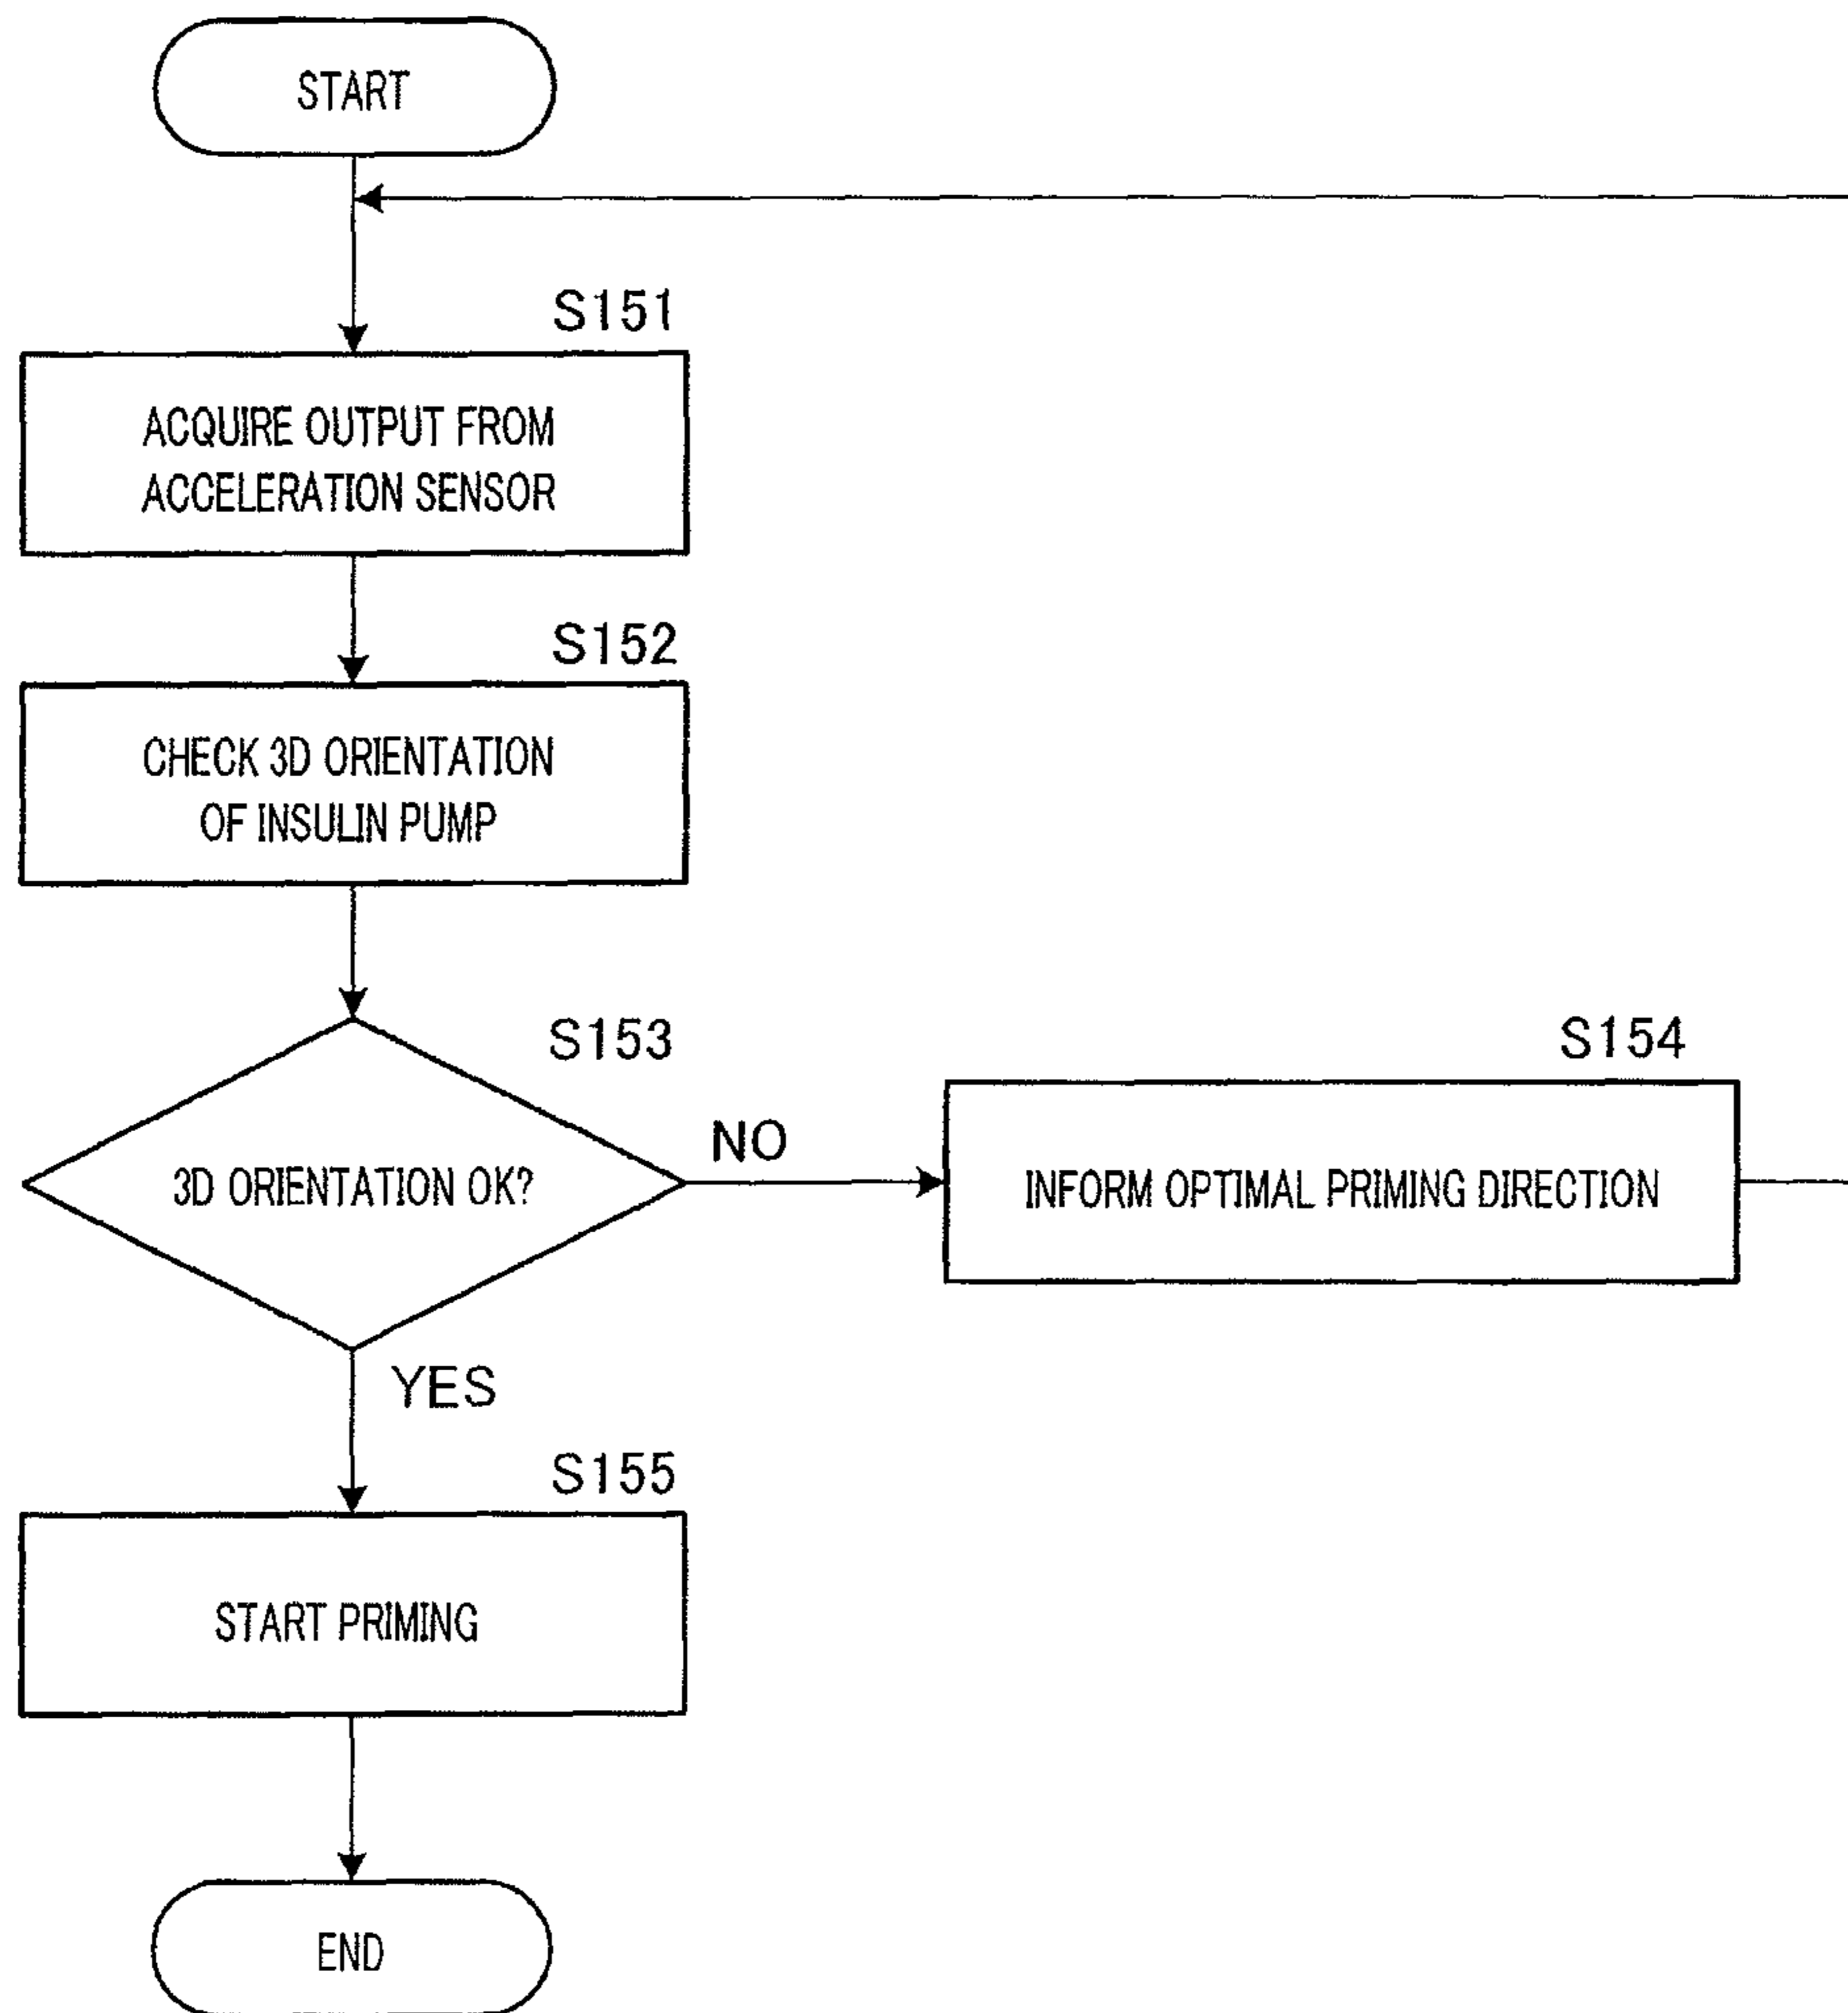 START
S151
ACQUIRE OUTPUT FROM
ACCELERATION SENSOR
S152
CHECK 3D ORIENTATION
OF INSULIN PUMP
S153
3D ORIENTATION OK?
NO
S154
INFORM OPTIMAL PRIMING DIRECTION
YES
S155
START PRIMING
END